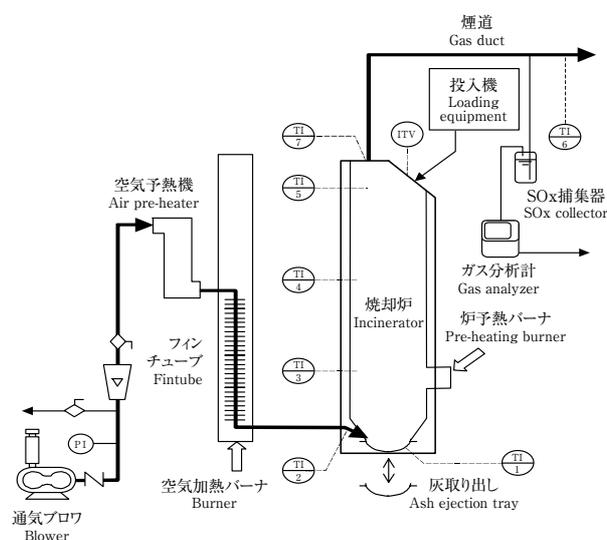 煙道
Gas duct
投入機
Loading
equipment
TI
7
ITV
TI
6
空気予熱機
Air pre-heater
TI
5
SOx捕集器
SOx collector
ガス分析計
Gas analyzer
TI
4
焼却炉
Incinerator
炉予熱バーナ
Pre-heating burner
フィン
チューブ
Fintube
TI
3
PI
TI
2
TI
1
空気加熱バーナ
Burner
灰取り出し
Ash ejection tray
通気ブロワ
Blower